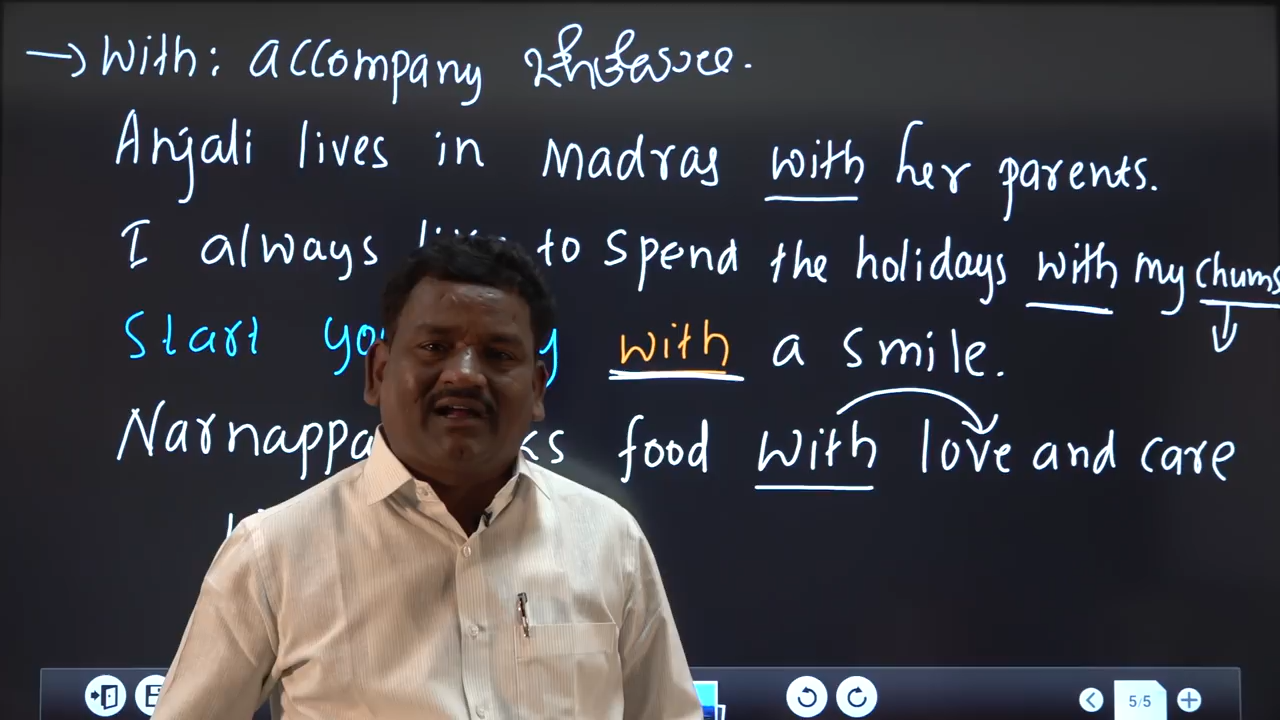 → With: accompany
Anjali lives in Madras with her parents.
I always to spend the holidays with my chums
Start with a smile.
Narnappa food with love and care
5/5